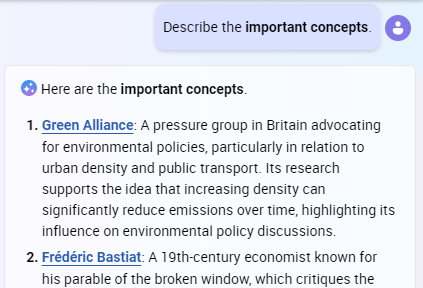 Describe the important concepts.
Here are the important concepts.
1. Green Alliance: A pressure group in Britain advocating
for environmental policies, particularly in relation to
urban density and public transport. Its research
supports the idea that increasing density can
significantly reduce emissions over time, highlighting its
influence on environmental policy discussions.
2. Frédéric Bastiat: A 19th-century economist known for
his parable of the broken window, which critiques the